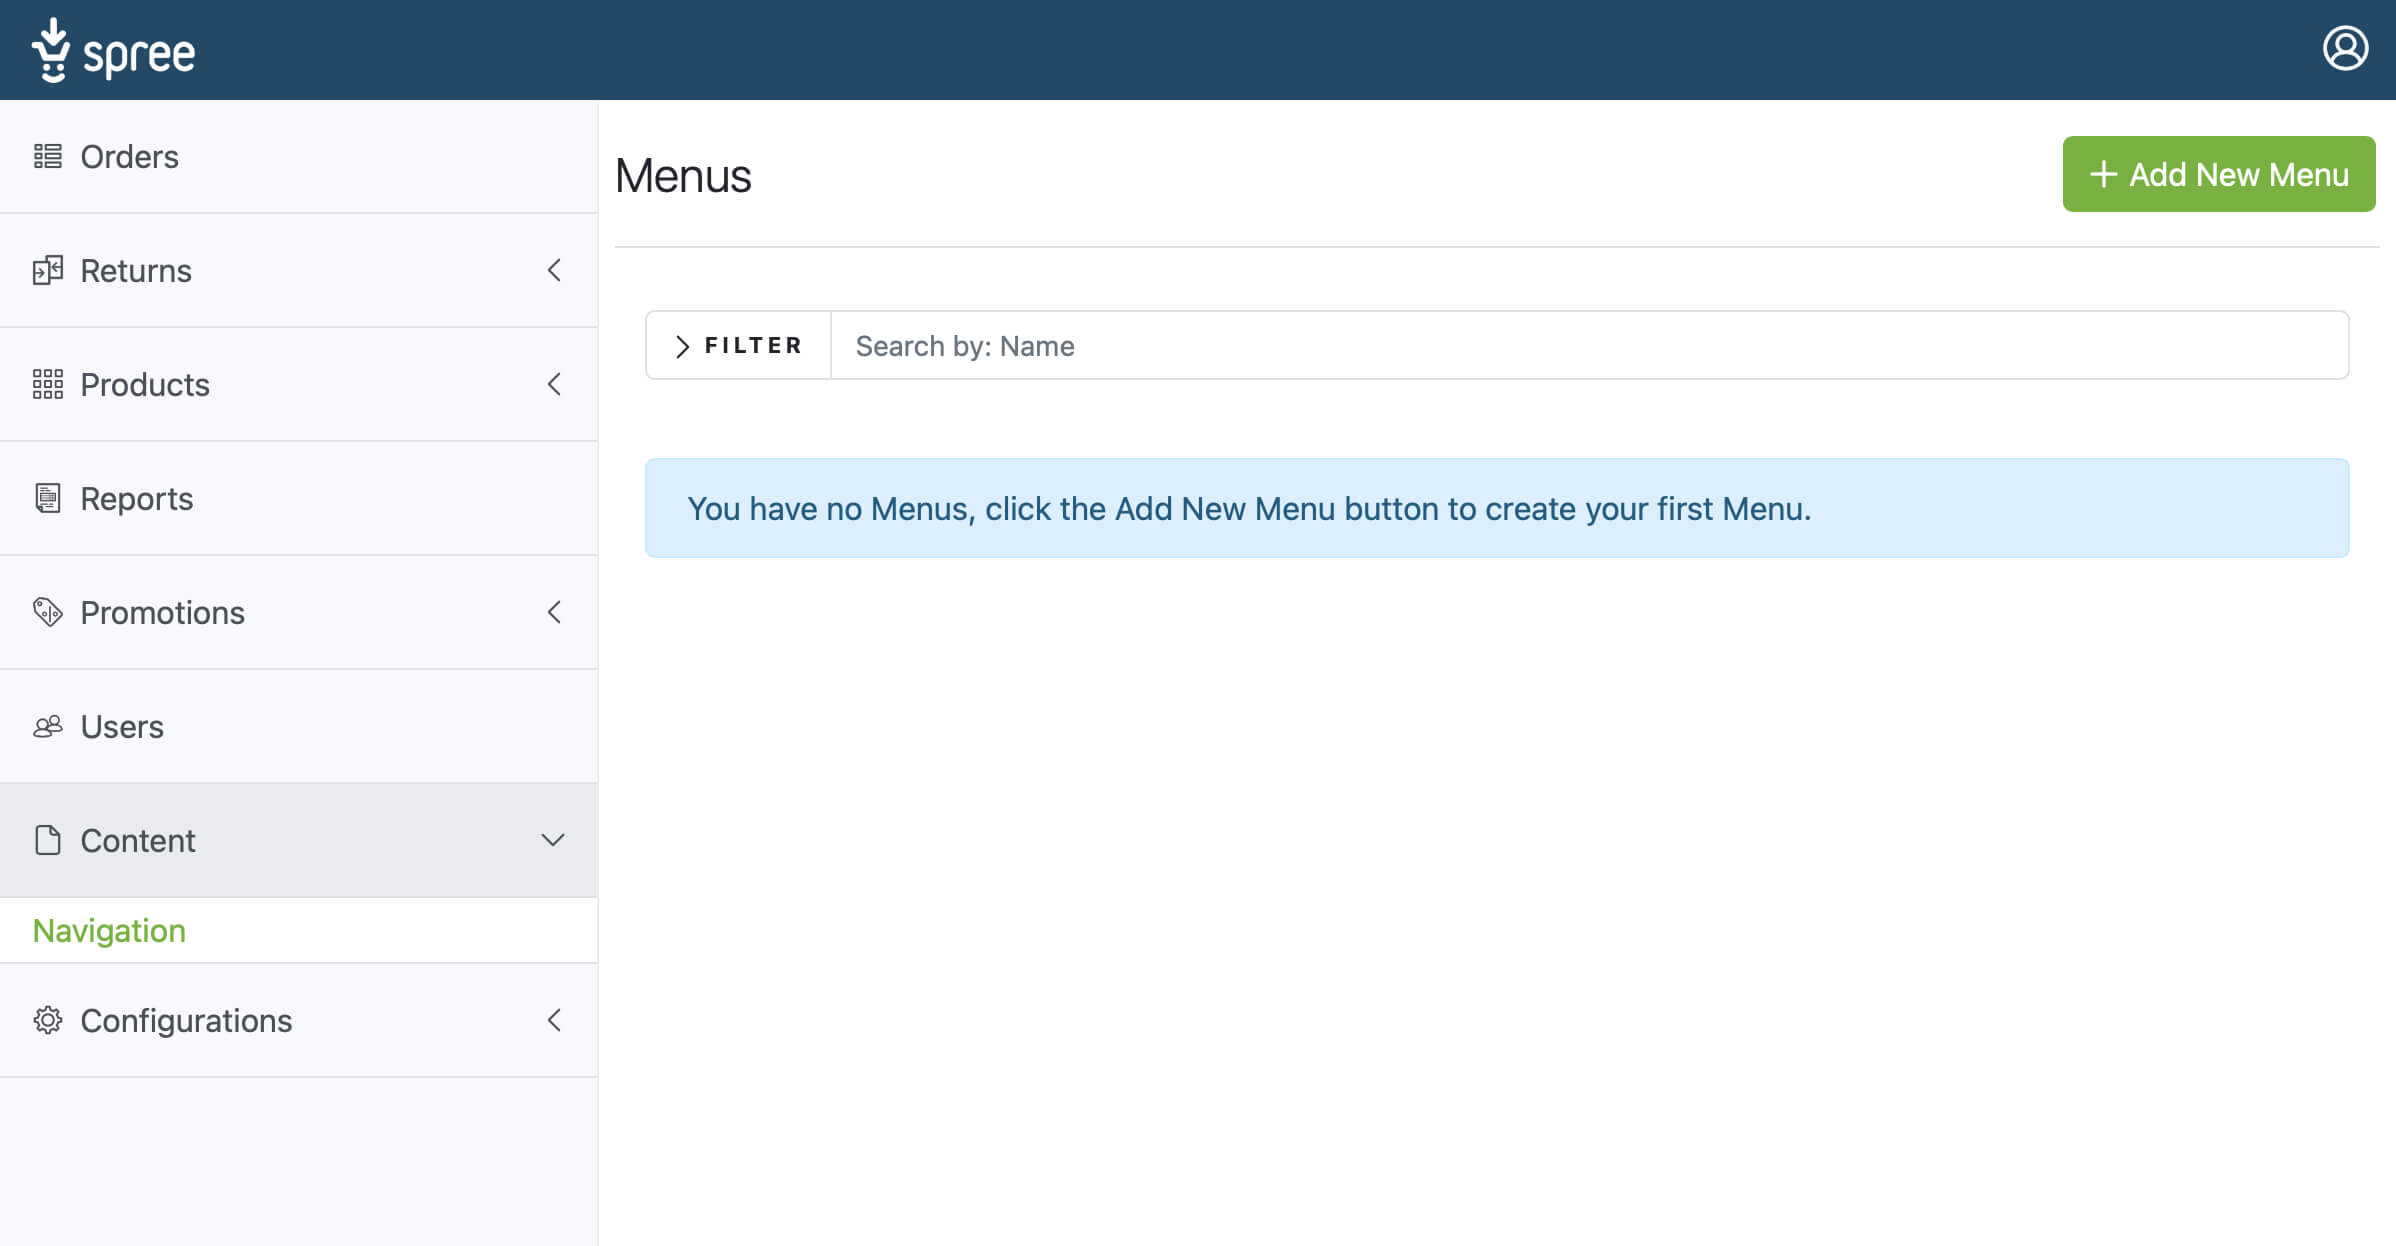 spree
Orders
Returns
Products
Reports
Promotions
Users
Content
Navigation
Configurations
Menus
Add New Menu
FILTER
Search by: Name
You have no Menus, click the Add New Menu button to create your first Menu.